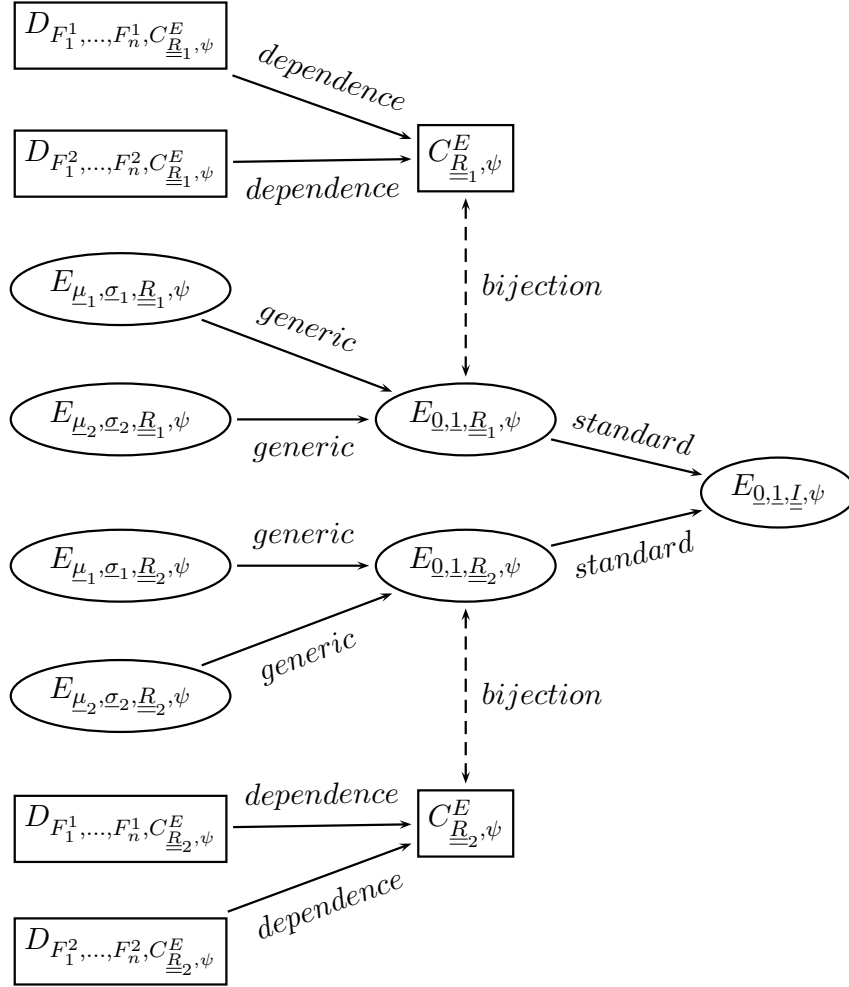 $D_{F_1^1,\ldots,F_n^1,C^E_{\underline{\underline{R}}_1,\psi}}$
dependence
$D_{F_1^2,\ldots,F_n^2,C^E_{\underline{\underline{R}}_1,\psi}}$
dependence
$C^E_{\underline{\underline{R}}_1,\psi}$
bijection
$E_{\underline{\mu}_1,\underline{\sigma}_1,\underline{\underline{R}}_1,\psi}$
generic
$E_{\underline{\mu}_2,\underline{\sigma}_2,\underline{\underline{R}}_1,\psi}$
generic
$E_{\underline{0},\underline{1},\underline{\underline{R}}_1,\psi}$
standard
$E_{\underline{0},\underline{1},\underline{\underline{I}},\psi}$
$E_{\underline{\mu}_1,\underline{\sigma}_1,\underline{\underline{R}}_2,\psi}$
generic
$E_{\underline{0},\underline{1},\underline{\underline{R}}_2,\psi}$
standard
$E_{\underline{\mu}_2,\underline{\sigma}_2,\underline{\underline{R}}_2,\psi}$
generic
bijection
$D_{F_1^1,\ldots,F_n^1,C^E_{\underline{\underline{R}}_2,\psi}}$
dependence
$C^E_{\underline{\underline{R}}_2,\psi}$
$D_{F_1^2,\ldots,F_n^2,C^E_{\underline{\underline{R}}_2,\psi}}$
dependence